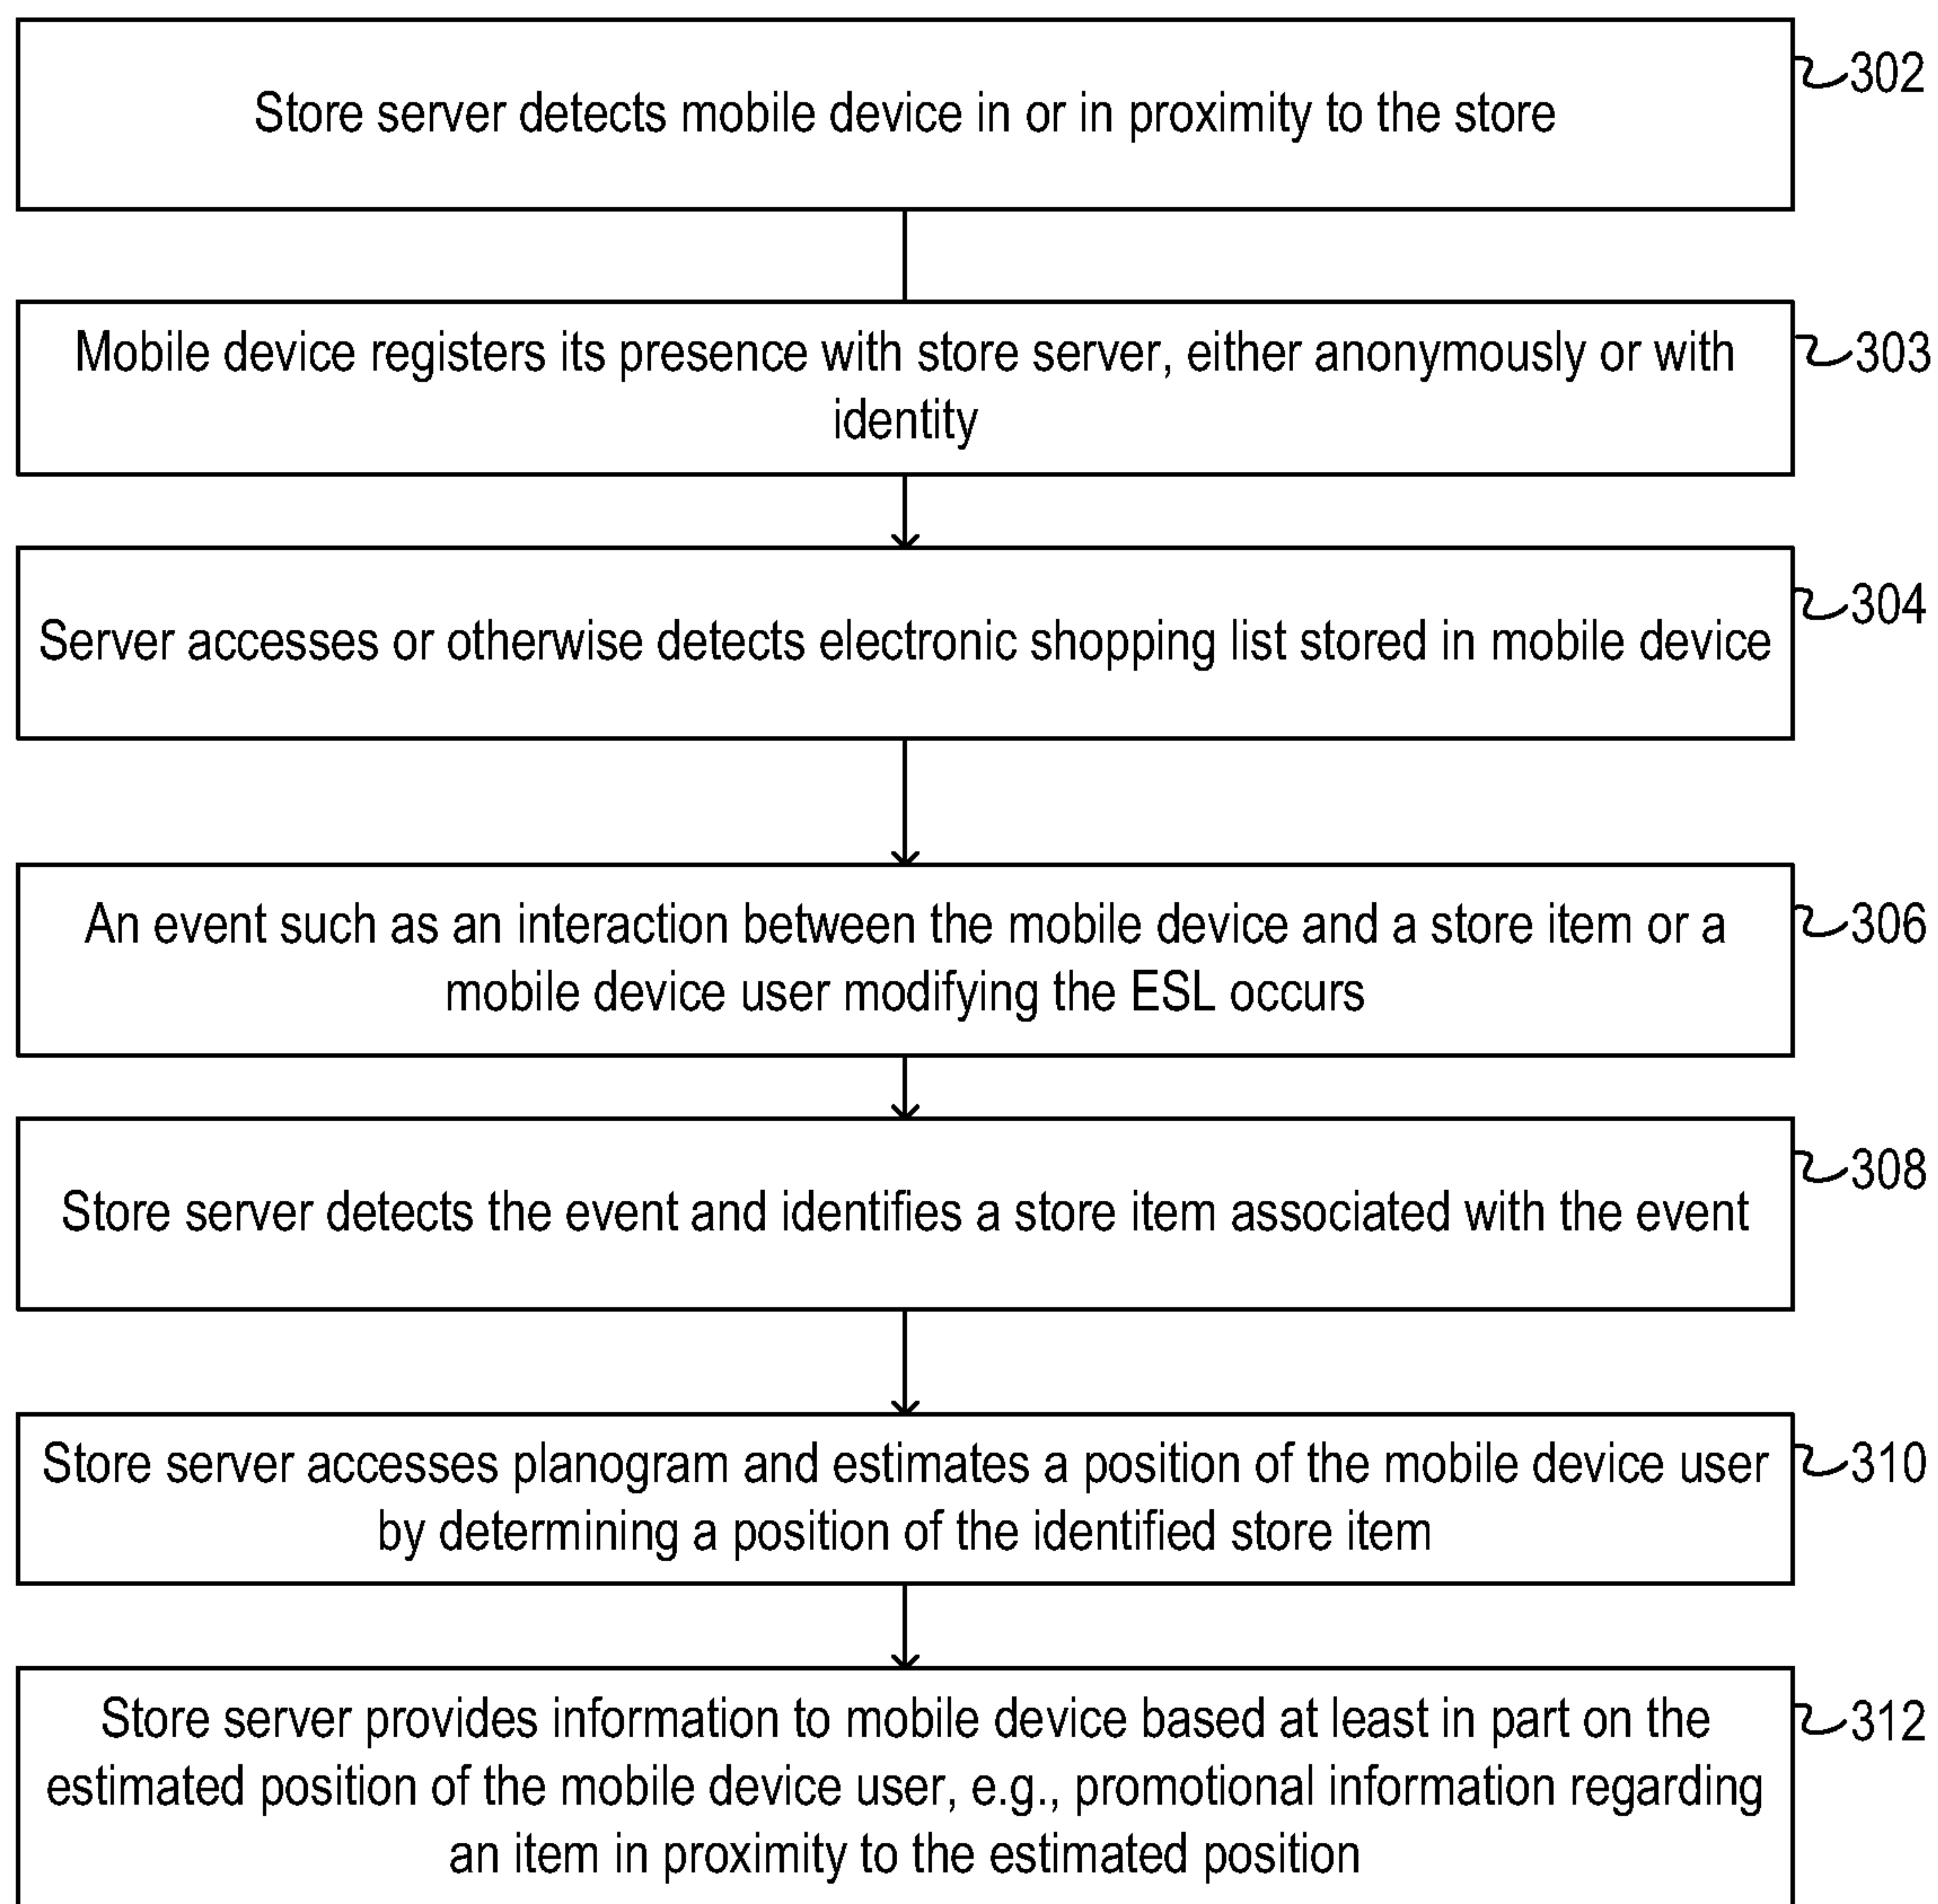 Store server detects mobile device in or in proximity to the store
302
Mobile device registers its presence with store server, either anonymously or with
identity
303
Server accesses or otherwise detects electronic shopping list stored in mobile device
304
An event such as an interaction between the mobile device and a store item or a
mobile device user modifying the ESL occurs
306
Store server detects the event and identifies a store item associated with the event
308
Store server accesses planogram and estimates a position of the mobile device user
by determining a position of the identified store item
310
Store server provides information to mobile device based at least in part on the
estimated position of the mobile device user, e.g., promotional information regarding
an item in proximity to the estimated position
312